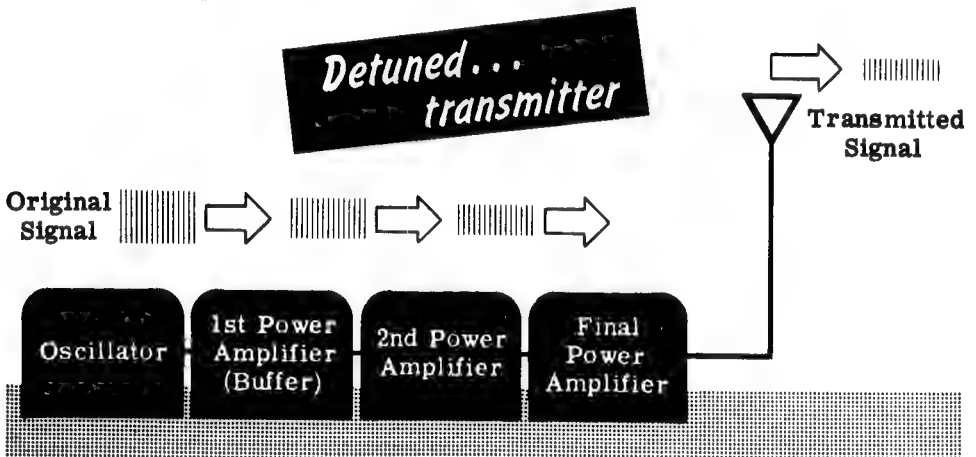 Detuned...
transmitter
Transmitted
Signal
Original
Signal
Oscillator
1st Power
Amplifier
(Buffer)
2nd Power
Amplifier
Final
Power
Amplifier